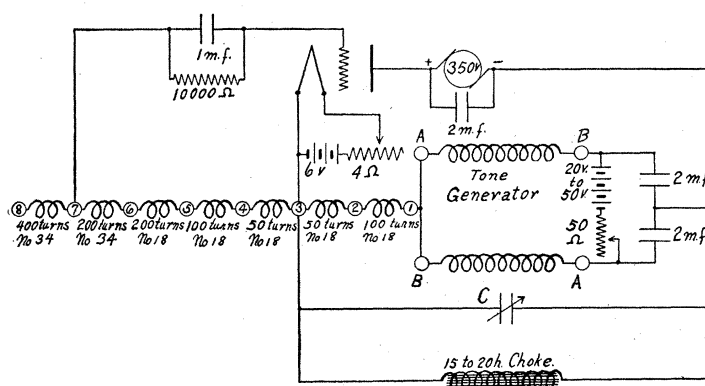 1 m.f.
10000 Ω
+ 350v. −
2 m.f.
6 v
4 Ω
A
B
Tone
Generator
20v.
to
50v.
50
Ω
2 m.f.
2 m.f.
B
A
8 7 6 5 4 3 2 1
400 turns
No 34
200 turns
No 34
200 turns
No 18
100 turns
No 18
50 turns
No 18
50 turns
No 18
100 turns
No 18
C
15 to 20h. Choke.